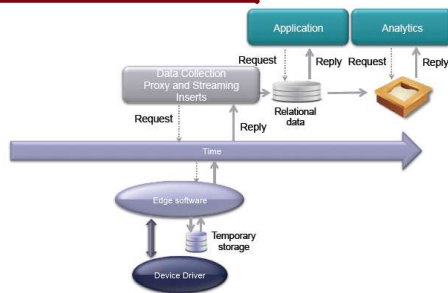 Application
Analytics
Request
Reply
Request
Reply
Data Collection
Proxy and Streaming
Inserts
Relational
data
Request
Reply
Time
Edge software
Temporary
storage
Device Driver